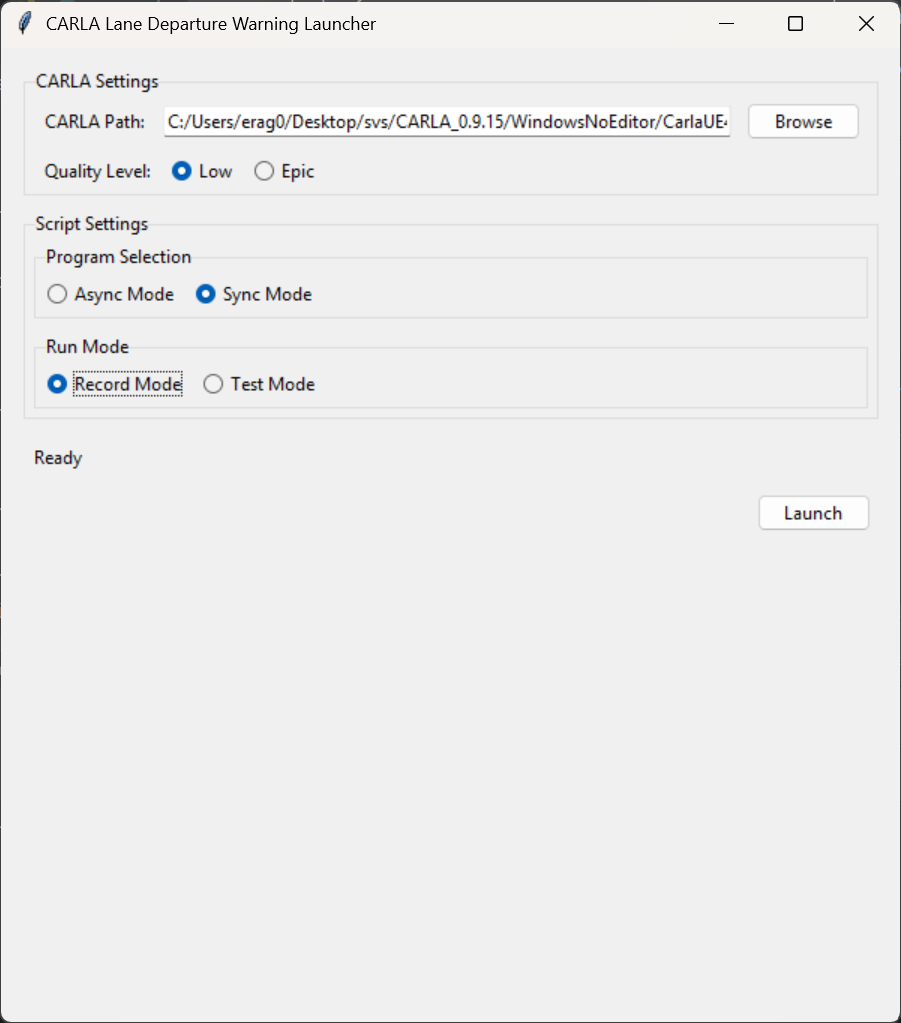 CARLA Lane Departure Warning Launcher
CARLA Settings
CARLA Path: C:/Users/erag0/Desktop/svs/CARLA_0.9.15/WindowsNoEditor/CarlaUE4 Browse
Quality Level: Low Epic
Script Settings
Program Selection
Async Mode Sync Mode
Run Mode
Record Mode Test Mode
Ready
Launch